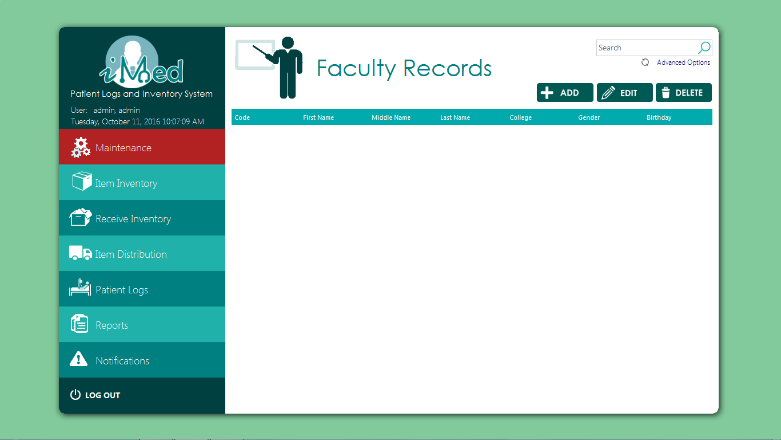 iMed
Patient Logs and Inventory System
User: admin, admin
Tuesday, October 11, 2016 10:07:09 AM
Maintenance
Item Inventory
Receive Inventory
Item Distribution
Patient Logs
Reports
Notifications
LOG OUT
Faculty Records
Search
Advanced Options
ADD EDIT DELETE
Code First Name Middle Name Last Name College Gender Birthday